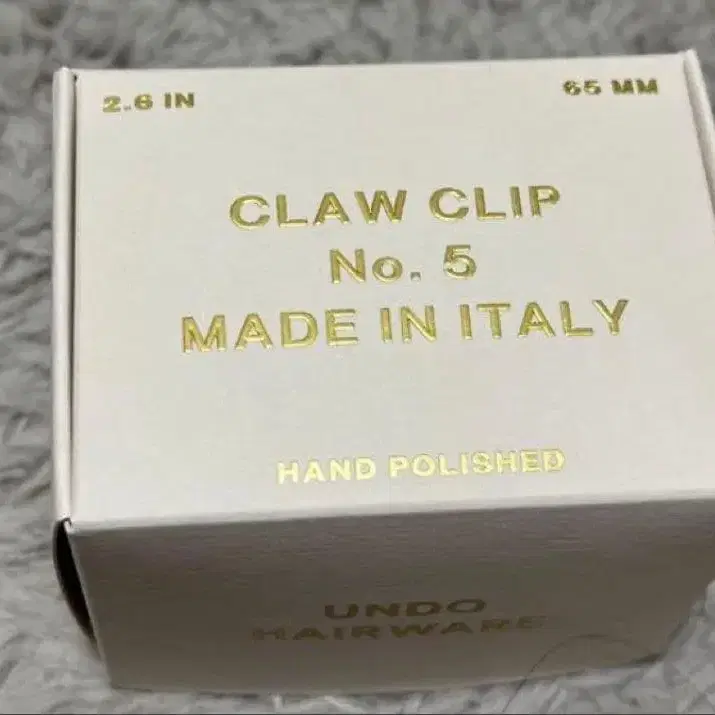 2.6 IN
65 MM
CLAW CLIP
No. 5
MADE IN ITALY
HAND POLISHED
UNDO
HAIRWARE